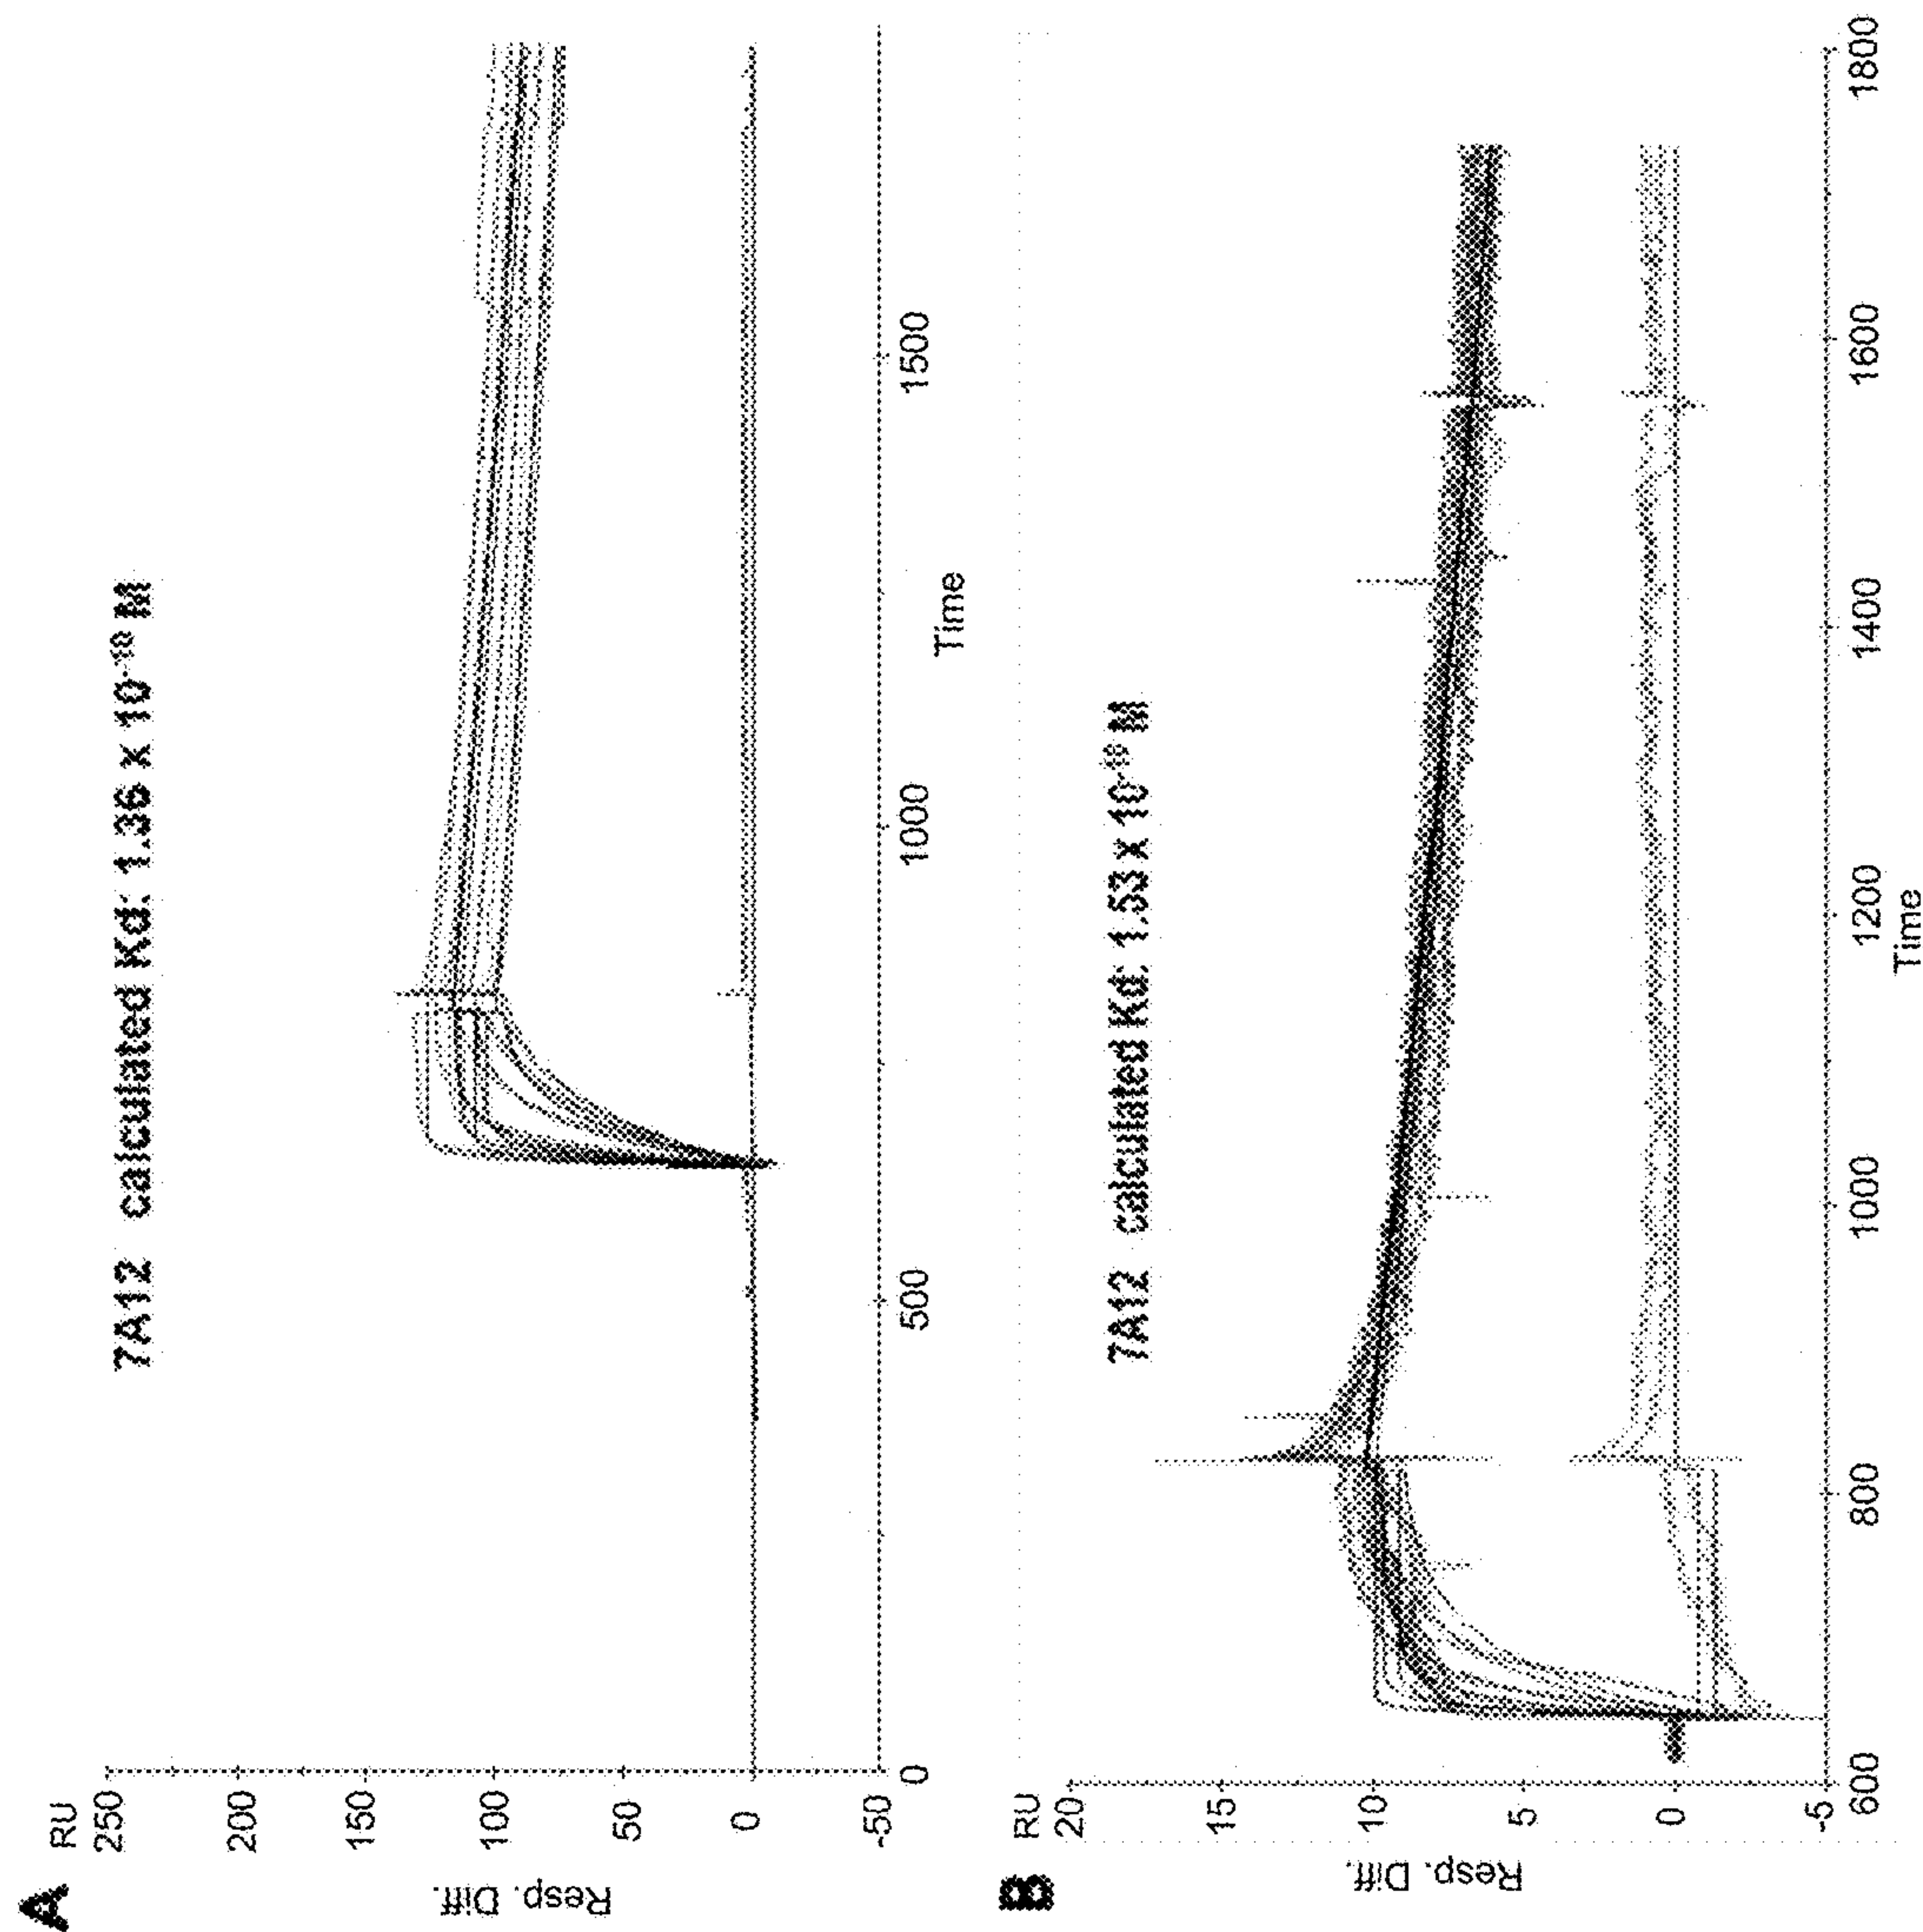 A
RU
7A12 calculated Kd: 1.36 x 10⁻¹⁰ M
250
200
150
100
50
0
-50
Resp. Diff.
0
500
1000
1500
Time
B
RU
7A12 calculated Kd: 1.53 x 10⁻¹⁰ M
20
15
10
5
0
-5
Resp. Diff.
600
800
1000
1200
1400
1600
1800
Time